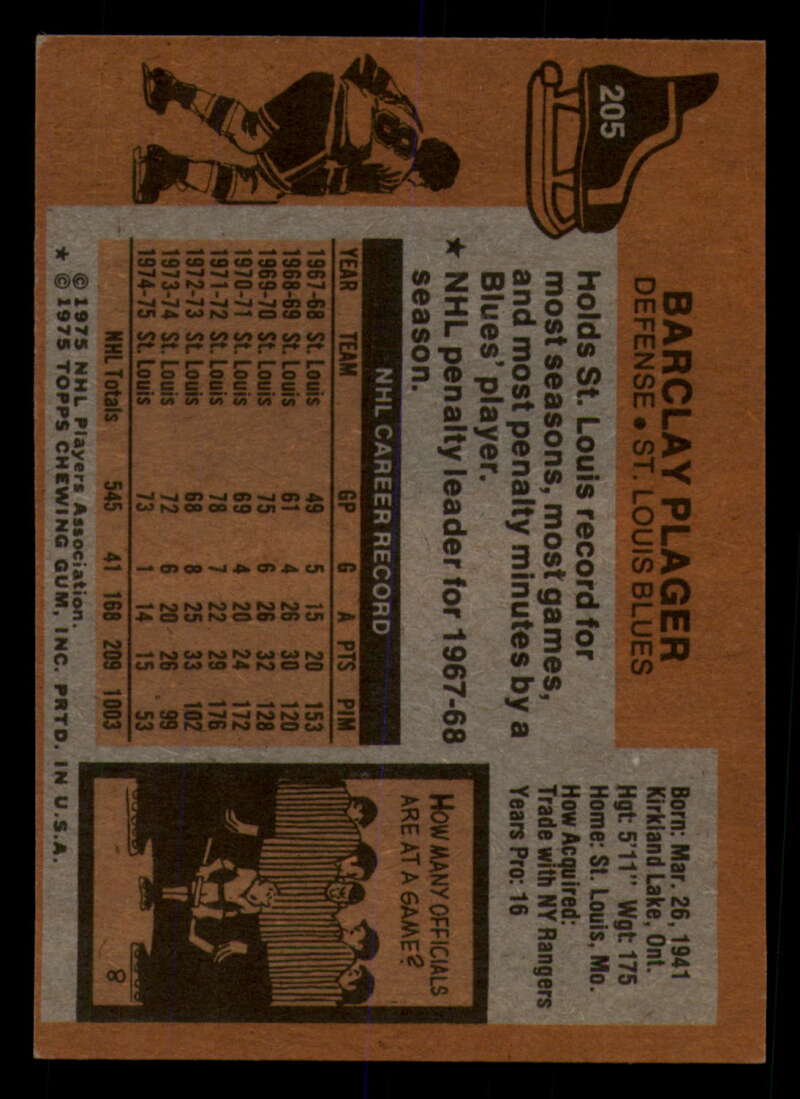 205
BARCLAY PLAGER
DEFENSE • ST. LOUIS BLUES
Holds St. Louis record for
most seasons, most games,
and most penalty minutes by a
Blues' player.
★ NHL penalty leader for 1967-68
season.
NHL CAREER RECORD
YEAR TEAM GP G A PTS PIM
1967-68 St. Louis 49 5 15 20 153
1968-69 St. Louis 61 4 26 30 120
1969-70 St. Louis 75 6 26 32 128
1970-71 St. Louis 69 4 20 24 172
1971-72 St. Louis 78 7 22 29 176
1972-73 St. Louis 68 8 25 33 102
1973-74 St. Louis 72 6 20 26 99
1974-75 St. Louis 73 1 14 15 53
NHL Totals 545 41 168 209 1003
© 1975 NHL Players Association.
★ © 1975 TOPPS CHEWING GUM, INC. PRTD. IN U.S.A.
Born: Mar. 26, 1941
Kirkland Lake, Ont.
Hgt: 5'11" Wgt: 175
Home: St. Louis, Mo.
How Acquired:
Trade with NY Rangers
Years Pro: 16
HOW MANY OFFICIALS
ARE AT A GAME?
8
8